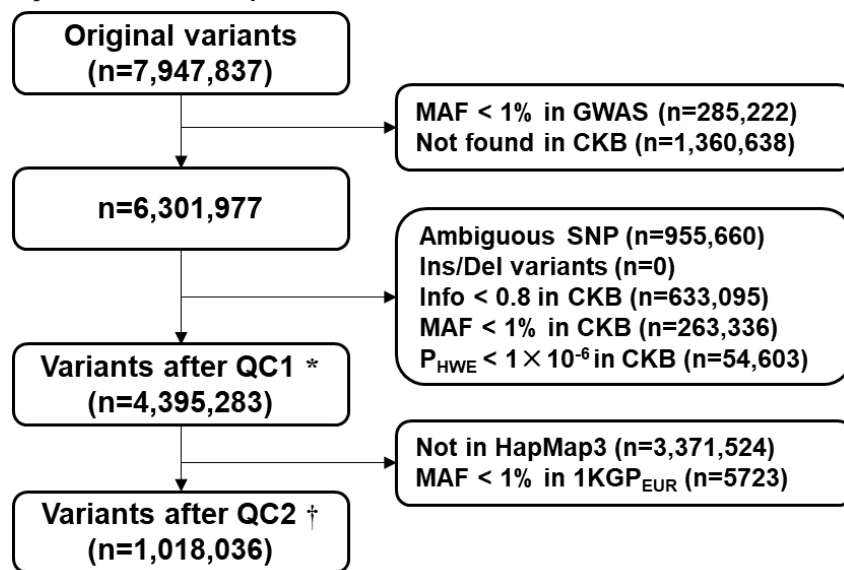 Original variants
(n=7,947,837)
MAF < 1% in GWAS (n=285,222)
Not found in CKB (n=1,360,638)
n=6,301,977
Ambiguous SNP (n=955,660)
Ins/Del variants (n=0)
Info < 0.8 in CKB (n=633,095)
MAF < 1% in CKB (n=263,336)
P_HWE < 1×10⁻⁶ in CKB (n=54,603)
Variants after QC1 *
(n=4,395,283)
Not in HapMap3 (n=3,371,524)
MAF < 1% in 1KGP_EUR (n=5723)
Variants after QC2 †
(n=1,018,036)